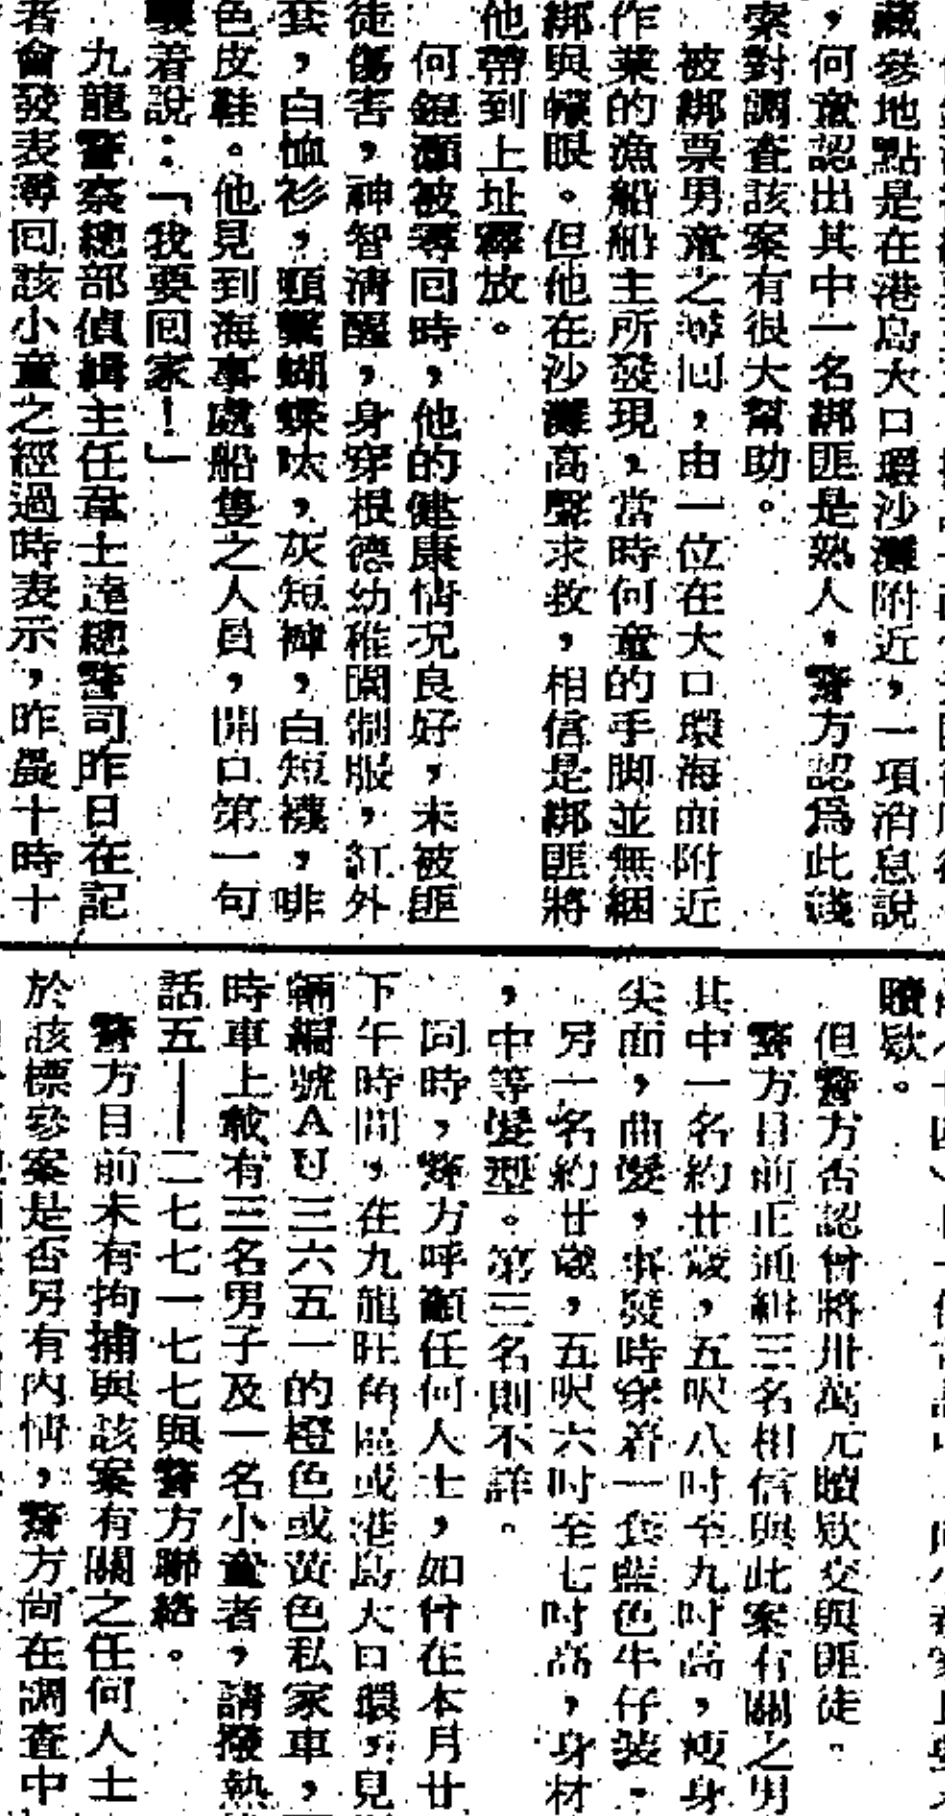 藏參地點是在港島大口環沙灘附近，一項消息說
，何童認出其中一名綁匪是熟人，警方認爲此綫
索對調查該案有很大幫助。
被綁票男童之尋回，由一位在大口環海面附近
作業的漁船船主所發現，當時何童的手脚並無綑
綁與幪眼。但他在沙灘高聲求救，相信是綁匪將
他帶到上址釋放。
何鏡灝被尋回時，他的健康情况良好，未被匪
徒傷害，神智清醒，身穿根德幼稚園制服，紅外
套，白恤衫，頸繫蝴蝶呔，灰短褲，白短襪，啡
色皮鞋。他見到海事處船隻之人員，開口第一句
嚷着說：「我要回家！」
九龍警察總部偵緝主任韋士達總警司昨日在記
者會發表尋回該小童之經過時表示，昨晨十時十
贖欵。
但警方否認曾將卅萬元贖欵交與匪徒。
警方目前正通緝三名相信與此案有關之男
其中一名約廿歲，五呎八吋至九吋高，瘦身
尖面，曲髮，事發時穿着一套藍色牛仔裝。
另一名約廿歲，五呎六吋至七吋高，身材
，中等髮型。第三名則不詳。
同時，警方呼籲任何人士，如什在本月廿
下午時間，在九龍旺角區或港島大口環，見
輛編號ＡＵ三六五一的橙色或黃色私家車，
時車上載有三名男子及一名小童者，請撥熱
話五——二七七一七七與警方聯絡。
警方目前未有拘捕與該案有關之任何人士
於該標參案是否另有內情，警方尚在調查中